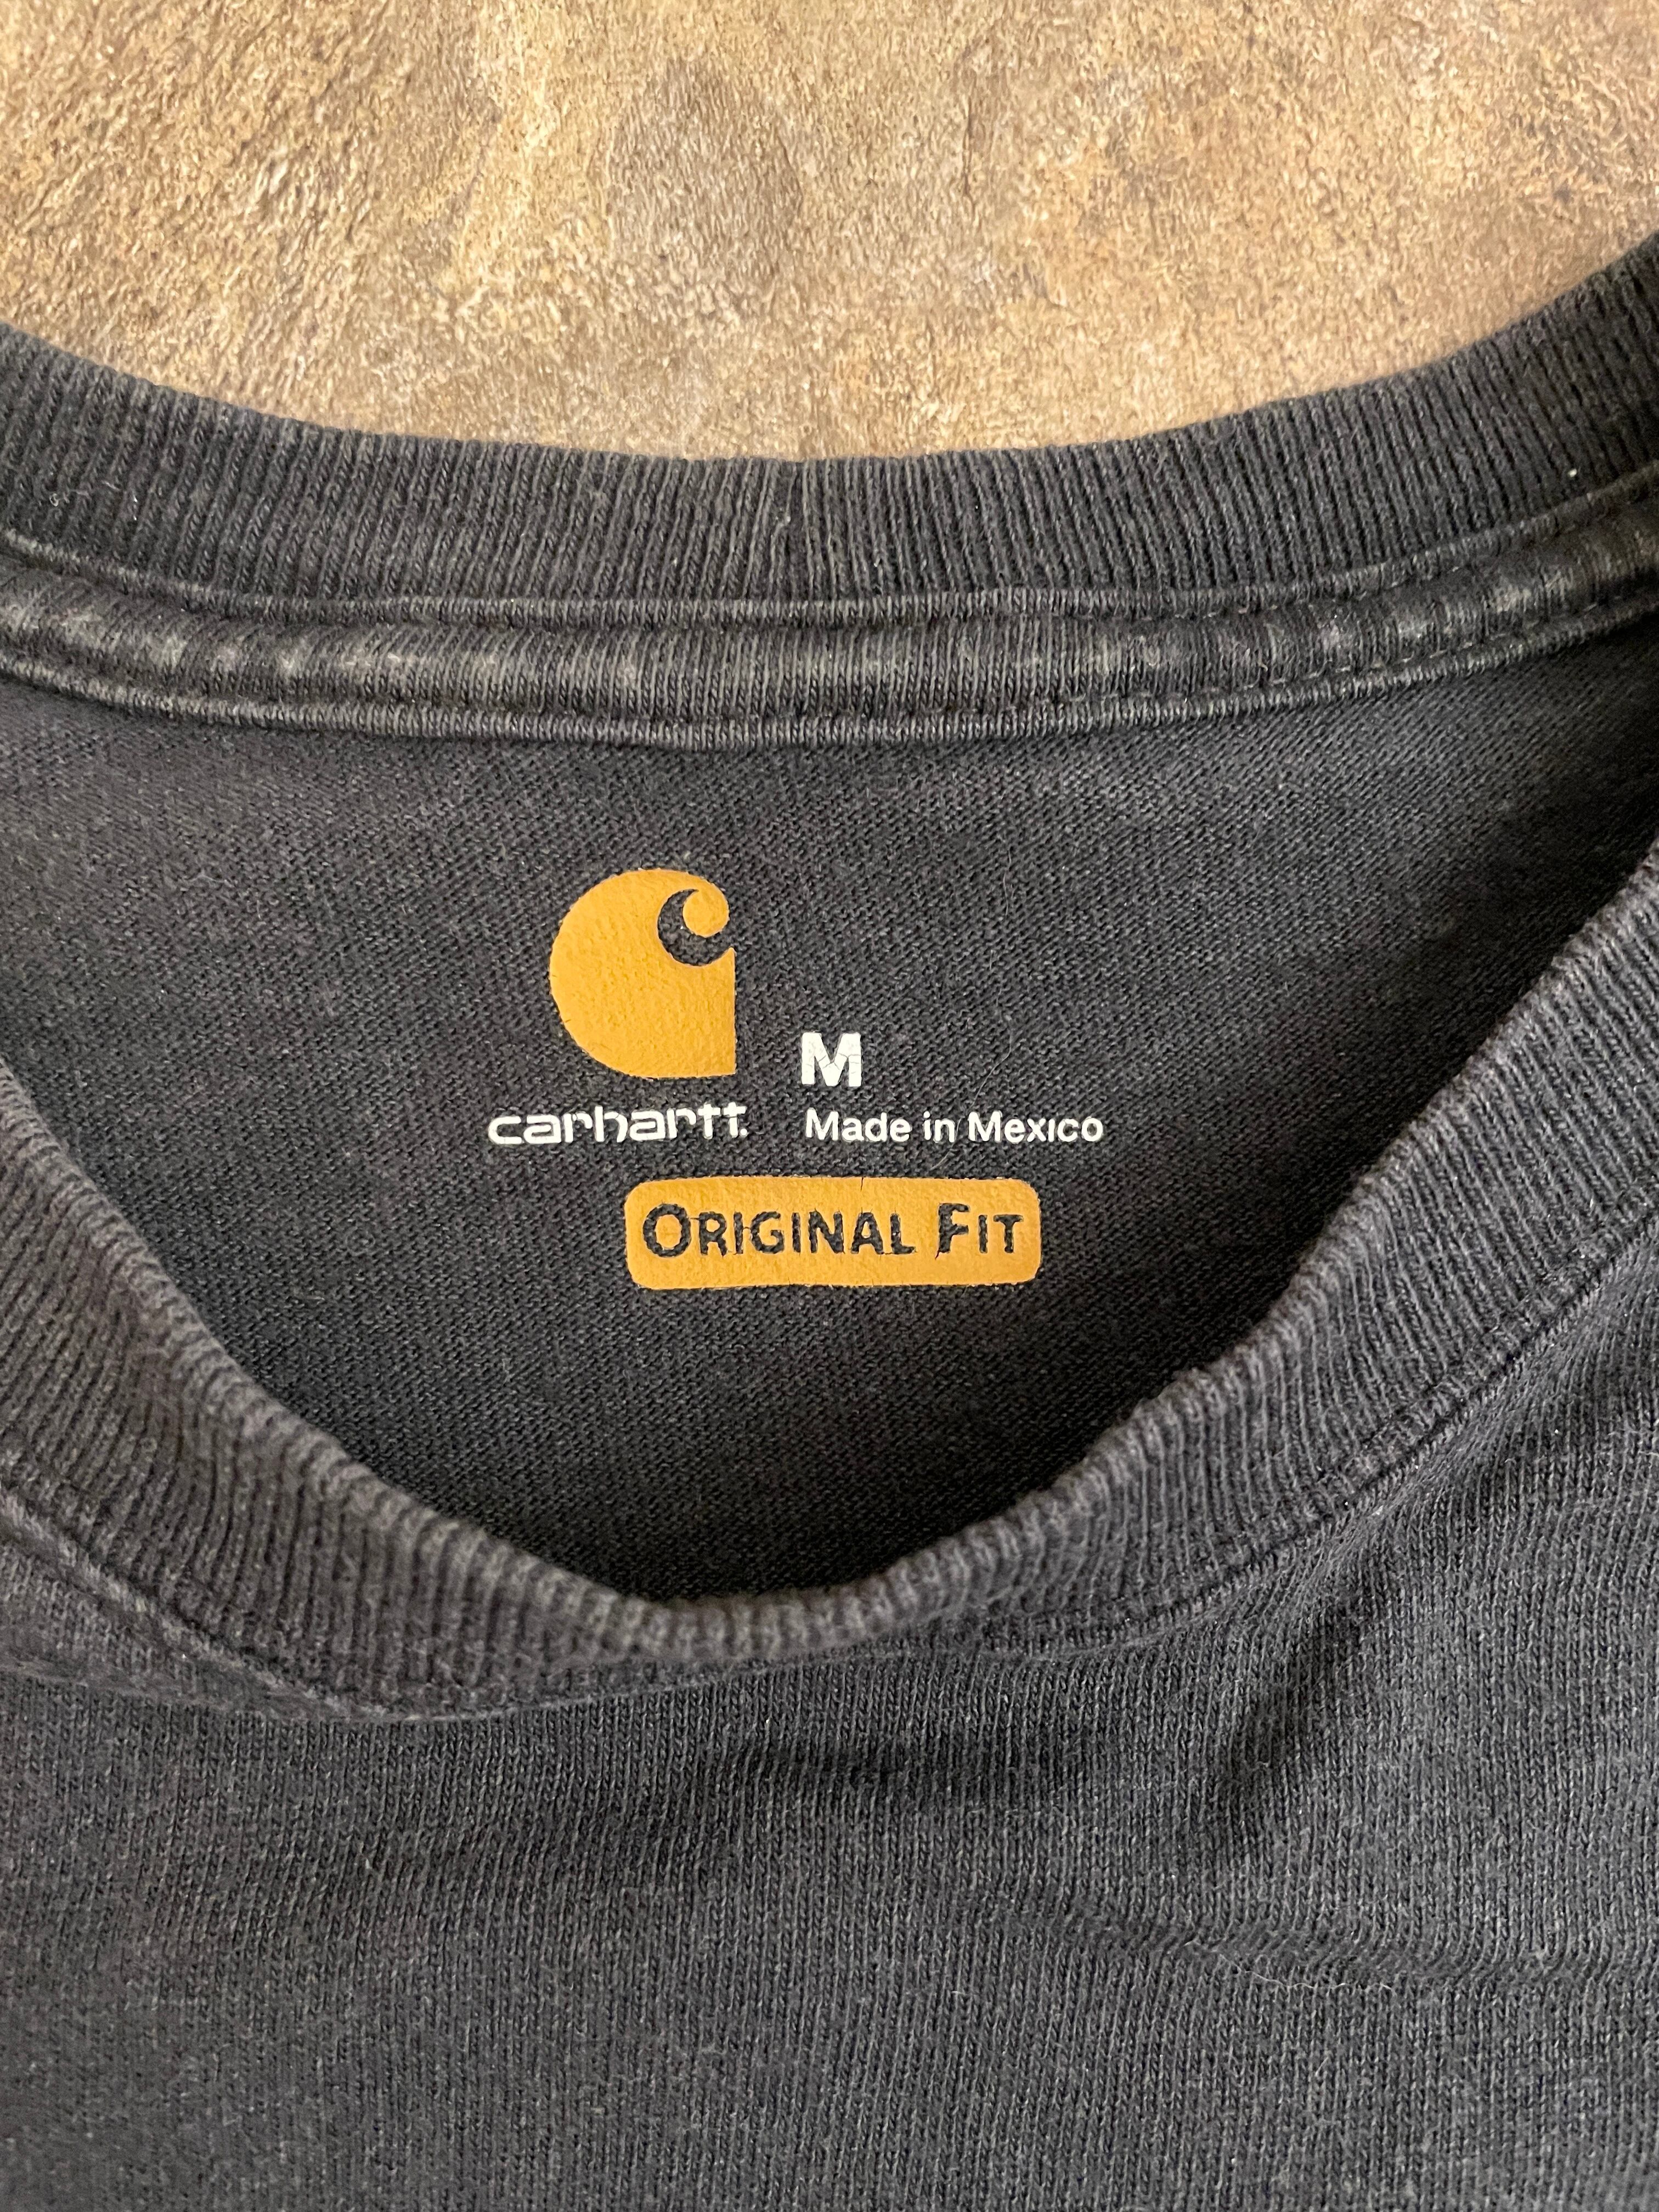 M
carhartt.
Made in Mexico
ORIGINAL FIT